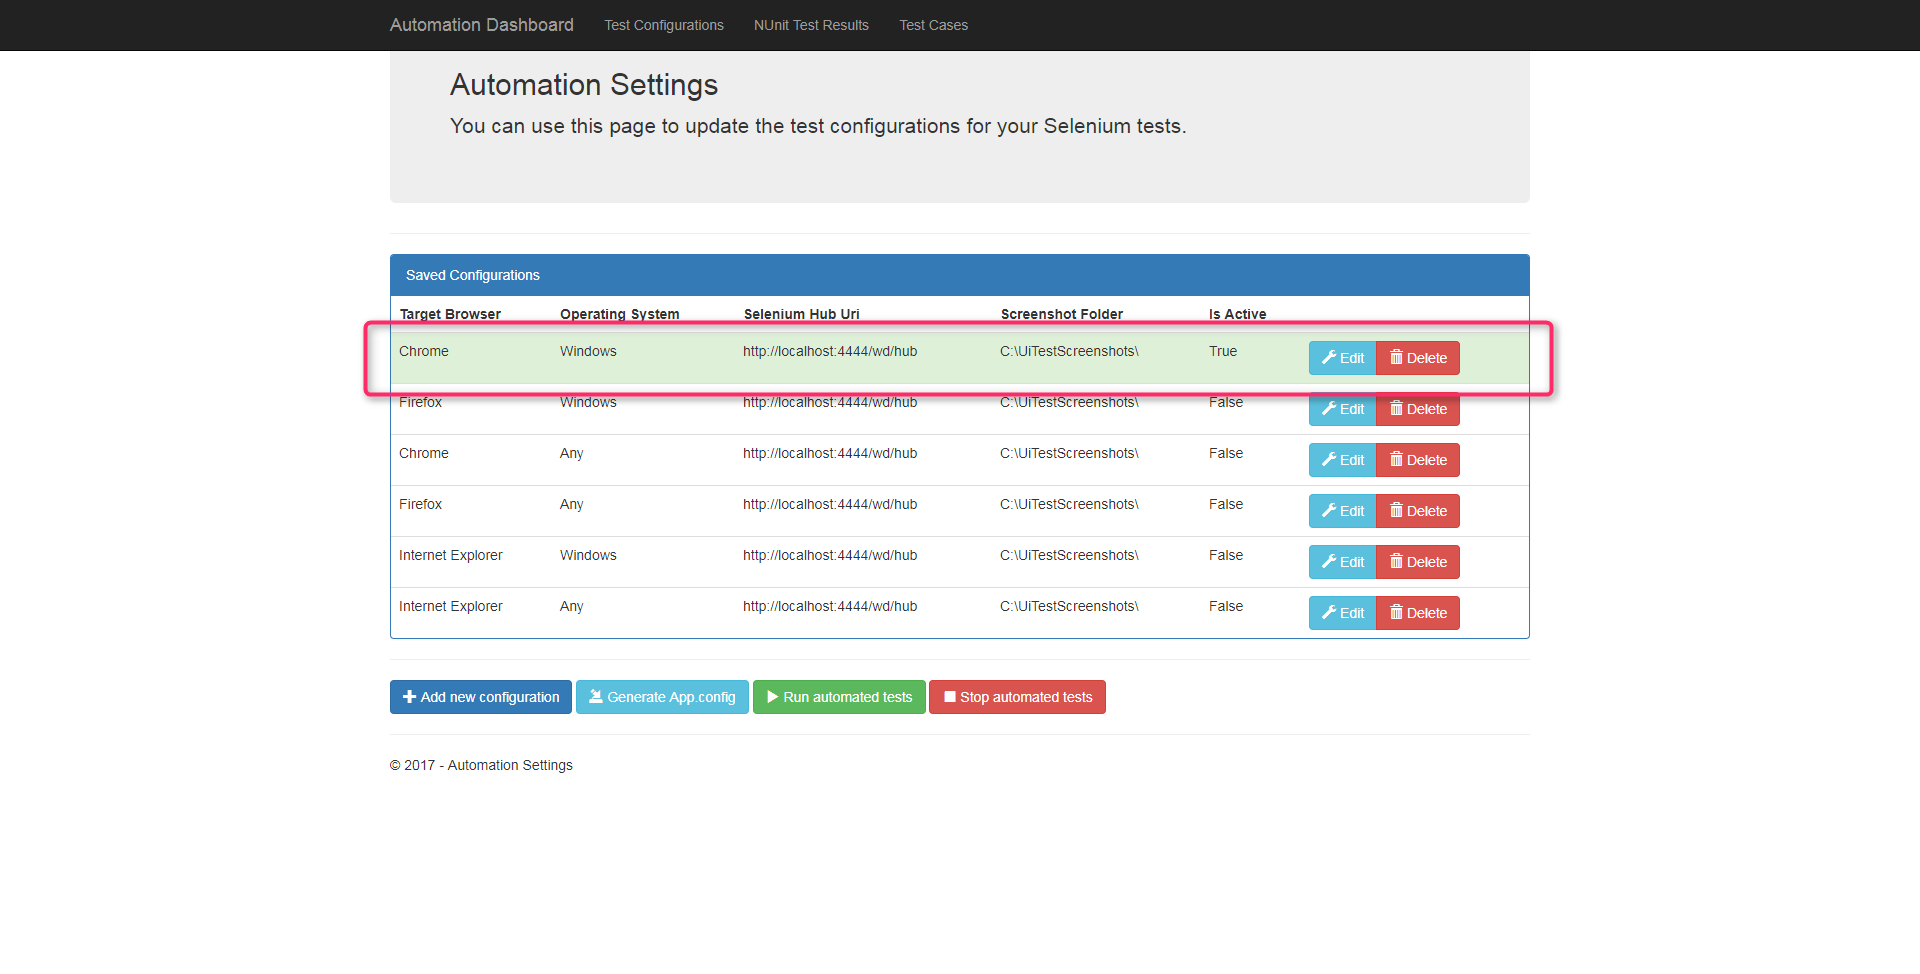 Automation Dashboard Test Configurations NUnit Test Results Test Cases
Automation Settings
You can use this page to update the test configurations for your Selenium tests.
Saved Configurations
Target Browser Operating System Selenium Hub Uri Screenshot Folder Is Active
Chrome Windows http://localhost:4444/wd/hub C:\UiTestScreenshots\ True Edit Delete
Firefox Windows http://localhost:4444/wd/hub C:\UiTestScreenshots\ False Edit Delete
Chrome Any http://localhost:4444/wd/hub C:\UiTestScreenshots\ False Edit Delete
Firefox Any http://localhost:4444/wd/hub C:\UiTestScreenshots\ False Edit Delete
Internet Explorer Windows http://localhost:4444/wd/hub C:\UiTestScreenshots\ False Edit Delete
Internet Explorer Any http://localhost:4444/wd/hub C:\UiTestScreenshots\ False Edit Delete
Add new configuration Generate App.config Run automated tests Stop automated tests
© 2017 - Automation Settings